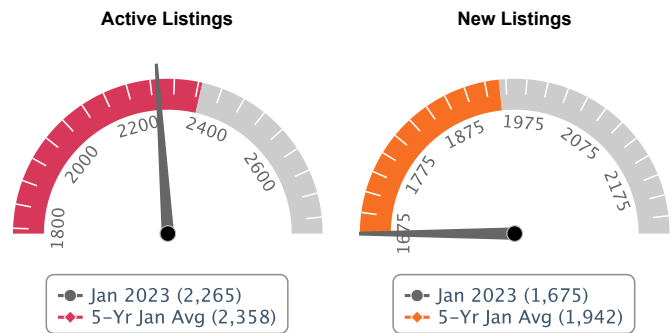 Active Listings
1800
2000
2200
2400
2600
Jan 2023 (2,265)
5-Yr Jan Avg (2,358)
New Listings
1675
1775
1875
1975
2075
2175
Jan 2023 (1,675)
5-Yr Jan Avg (1,942)